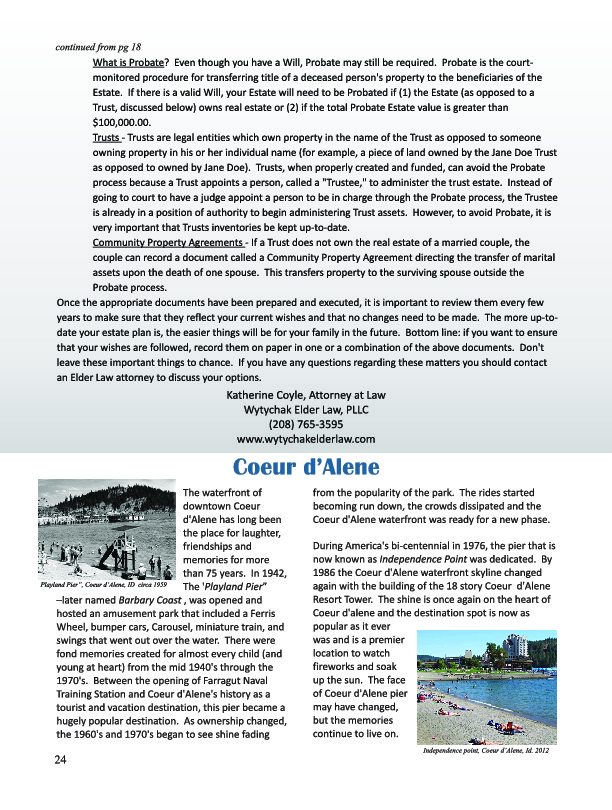 continued from pg 18
What is Probate?  Even though you have a Will, Probate may still be required.  Probate is the court-
monitored procedure for transferring title of a deceased person's property to the beneficiaries of the
Estate.  If there is a valid Will, your Estate will need to be Probated if (1) the Estate (as opposed to a
Trust, discussed below) owns real estate or (2) if the total Probate Estate value is greater than
$100,000.00.
Trusts - Trusts are legal entities which own property in the name of the Trust as opposed to someone
owning property in his or her individual name (for example, a piece of land owned by the Jane Doe Trust
as opposed to owned by Jane Doe).  Trusts, when properly created and funded, can avoid the Probate
process because a Trust appoints a person, called a "Trustee," to administer the trust estate.  Instead of
going to court to have a judge appoint a person to be in charge through the Probate process, the Trustee
is already in a position of authority to begin administering Trust assets.  However, to avoid Probate, it is
very important that Trusts inventories be kept up-to-date.
Community Property Agreements - If a Trust does not own the real estate of a married couple, the
couple can record a document called a Community Property Agreement directing the transfer of marital
assets upon the death of one spouse.  This transfers property to the surviving spouse outside the
Probate process.
Once the appropriate documents have been prepared and executed, it is important to review them every few
years to make sure that they reflect your current wishes and that no changes need to be made.  The more up-to-
date your estate plan is, the easier things will be for your family in the future.  Bottom line: if you want to ensure
that your wishes are followed, record them on paper in one or a combination of the above documents.  Don't
leave these important things to chance.  If you have any questions regarding these matters you should contact
an Elder Law attorney to discuss your options.
Katherine Coyle, Attorney at Law
Wytychak Elder Law, PLLC
(208) 765-3595
www.wytychakelderlaw.com
Coeur d'Alene
Playland Pier", Coeur d'Alene, ID  circa 1959
The waterfront of
downtown Coeur
d'Alene has long been
the place for laughter,
friendships and
memories for more
than 75 years.  In 1942,
The 'Playland Pier"
–later named Barbary Coast , was opened and
hosted an amusement park that included a Ferris
Wheel, bumper cars, Carousel, miniature train, and
swings that went out over the water.  There were
fond memories created for almost every child (and
young at heart) from the mid 1940's through the
1970's.  Between the opening of Farragut Naval
Training Station and Coeur d'Alene's history as a
tourist and vacation destination, this pier became a
hugely popular destination.  As ownership changed,
the 1960's and 1970's began to see shine fading
from the popularity of the park.  The rides started
becoming run down, the crowds dissipated and the
Coeur d'Alene waterfront was ready for a new phase.
During America's bi-centennial in 1976, the pier that is
now known as Independence Point was dedicated.  By
1986 the Coeur d'Alene waterfront skyline changed
again with the building of the 18 story Coeur  d'Alene
Resort Tower.  The shine is once again on the heart of
Coeur d'alene and the destination spot is now as
popular as it ever
was and is a premier
location to watch
fireworks and soak
up the sun.  The face
of Coeur d'Alene pier
may have changed,
but the memories
continue to live on.
Independence point, Coeur d'Alene, Id. 2012
24